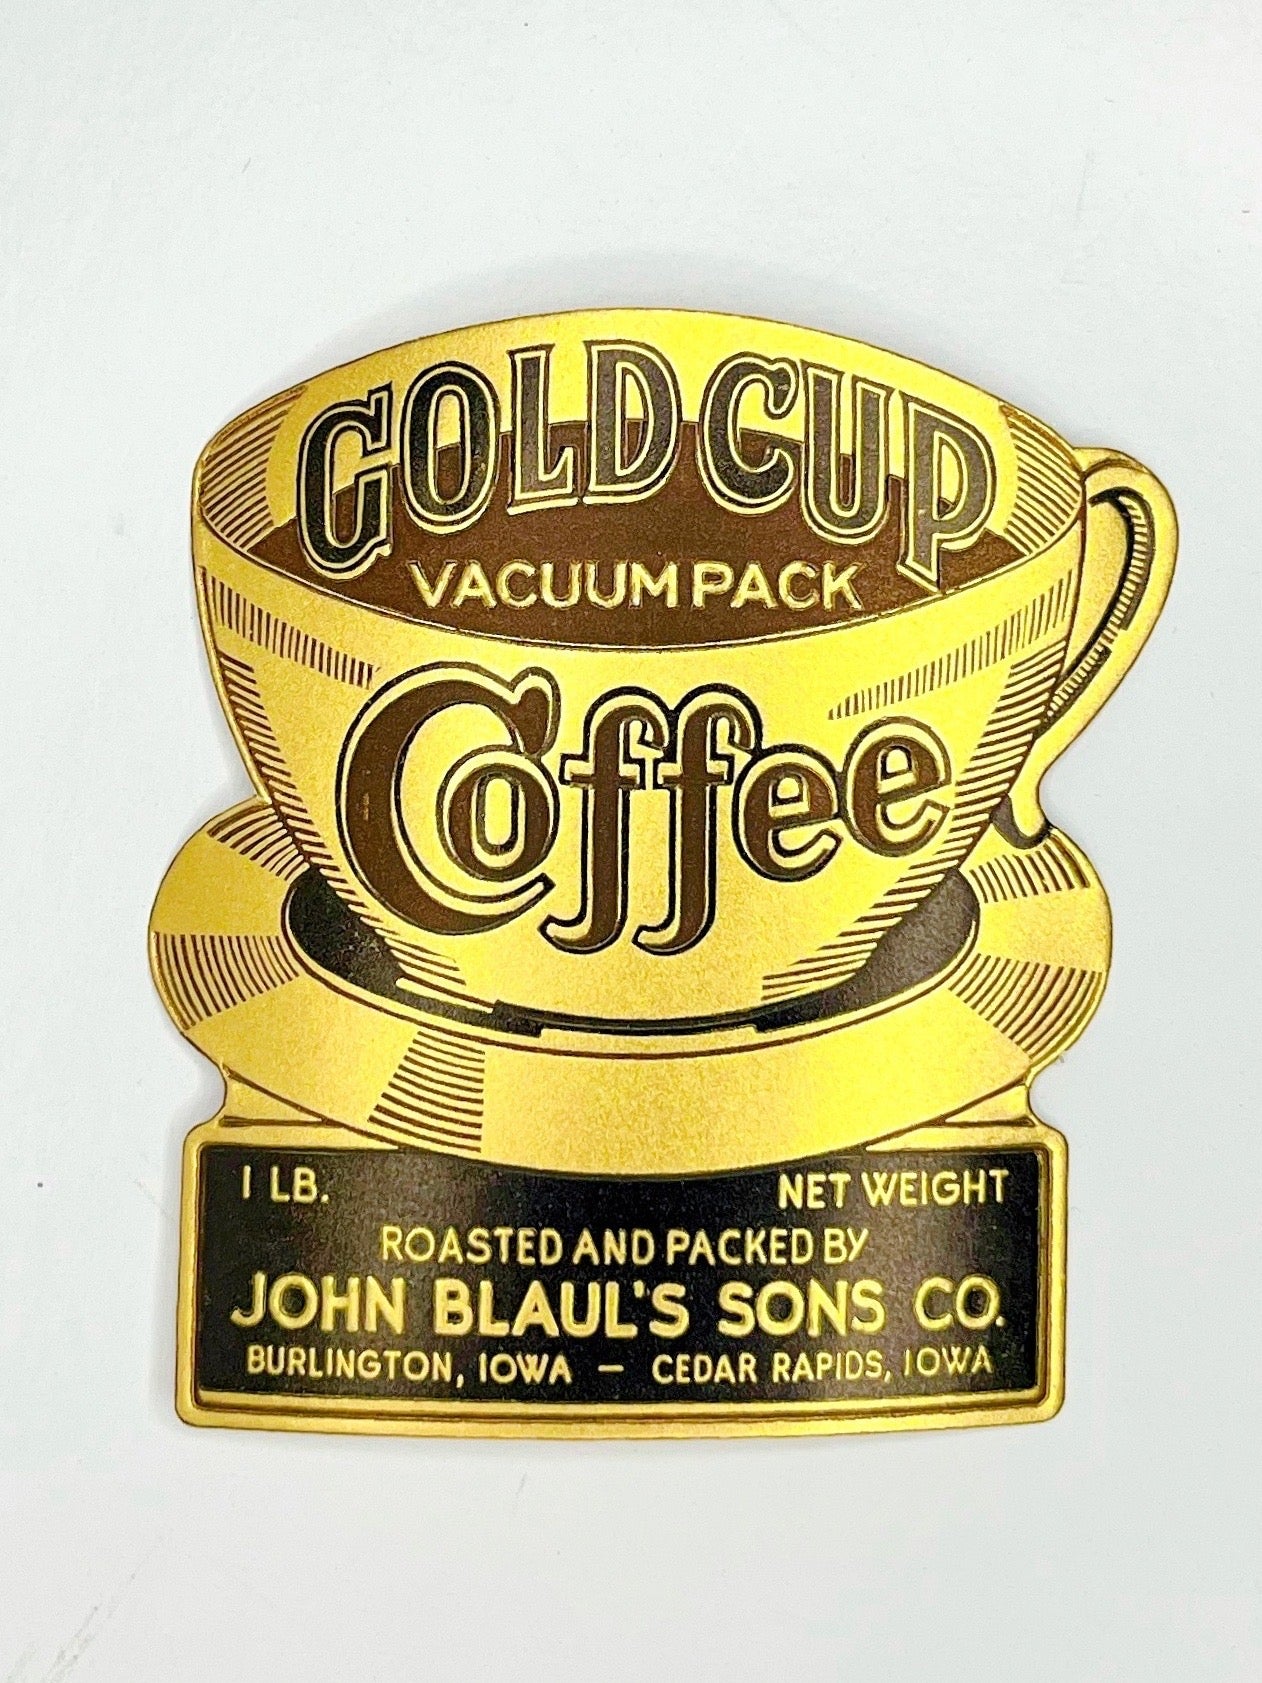 GOLD CUP
VACUUM PACK
Coffee
1 LB. NET WEIGHT
ROASTED AND PACKED BY
JOHN BLAUL'S SONS CO.
BURLINGTON, IOWA — CEDAR RAPIDS, IOWA